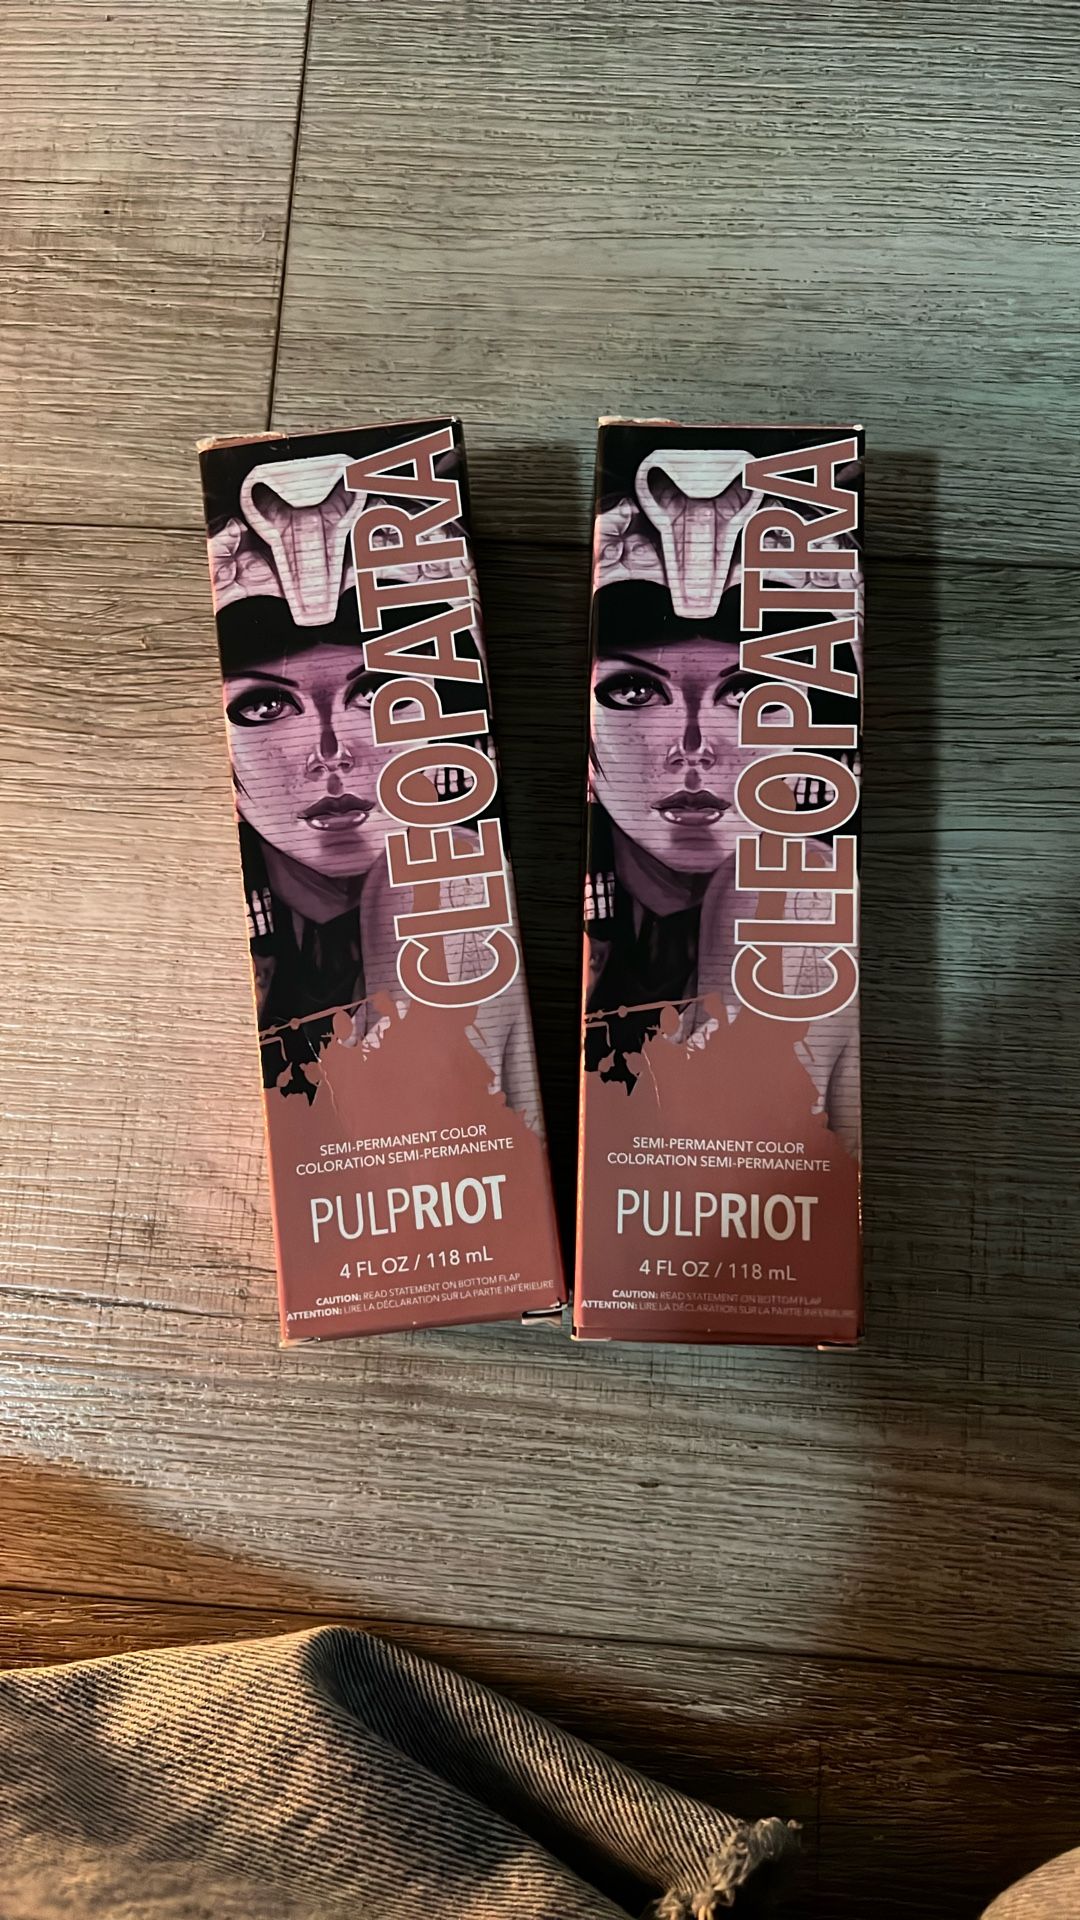 CLEOPATRA
SEMI-PERMANENT COLOR
COLORATION SEMI-PERMANENTE
PULPRIOT
4 FL OZ / 118 mL
CAUTION: READ STATEMENT ON BOTTOM FLAP
ATTENTION: LIRE LA DÉCLARATION SUR LA PARTIE INFÉRIEURE
CLEOPATRA
SEMI-PERMANENT COLOR
COLORATION SEMI-PERMANENTE
PULPRIOT
4 FL OZ / 118 mL
CAUTION: READ STATEMENT ON BOTTOM FLAP
ATTENTION: LIRE LA DÉCLARATION SUR LA PARTIE INFÉRIEURE